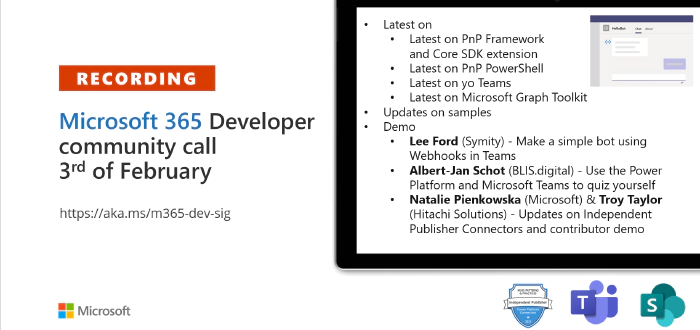 RECORDING
Microsoft 365 Developer
community call
3rd of February
https://aka.ms/m365-dev-sig
Microsoft
• Latest on
• Latest on PnP Framework
and Core SDK extension
• Latest on PnP PowerShell
• Latest on yo Teams
• Latest on Microsoft Graph Toolkit
• Updates on samples
• Demo
• Lee Ford (Symity) - Make a simple bot using
Webhooks in Teams
• Albert-Jan Schot (BLIS.digital) - Use the Power
Platform and Microsoft Teams to quiz yourself
• Natalie Pienkowska (Microsoft) & Troy Taylor
(Hitachi Solutions) - Updates on Independent
Publisher Connectors and contributor demo
Independent Publisher
T
S